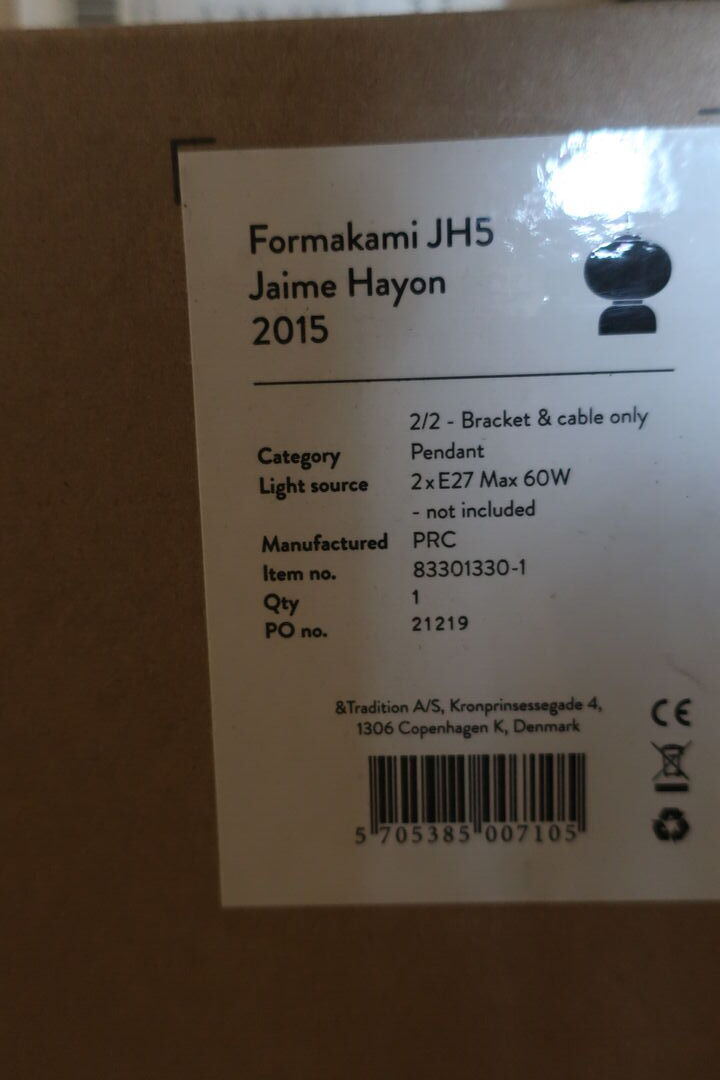 Formakami JH5
Jaime Hayon
2015
2/2 - Bracket & cable only
Category Pendant
Light source 2xE27 Max 60W
- not included
Manufactured PRC
Item no. 83301330-1
Qty 1
PO no. 21219
&Tradition A/S, Kronprinsessegade 4,
1306 Copenhagen K, Denmark
CE
5 705385 007105